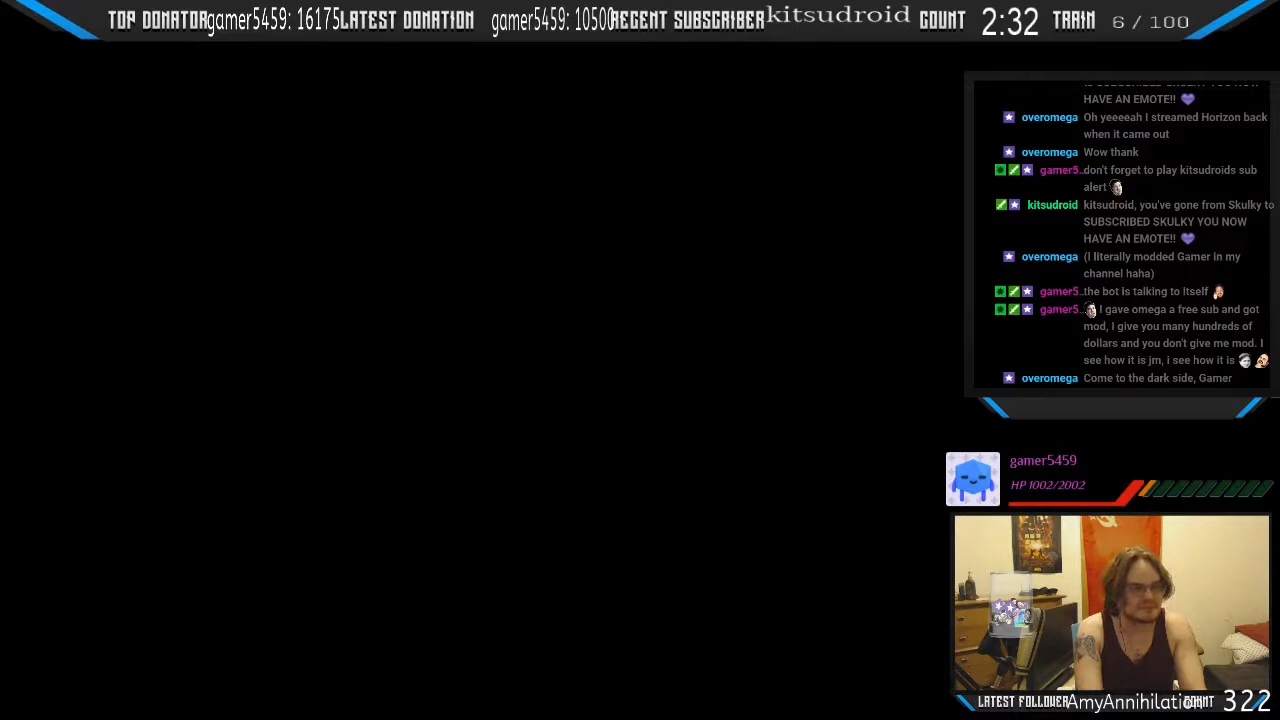 TOP DONATOR gamer5459: 16175 LATEST DONATION gamer5459: 10500 RECENT SUBSCRIBER kitsudroid COUNT 2:32 TRAIN 6 / 100
HAVE AN EMOTE!! 💜
overomega Oh yeeeeah I streamed Horizon back
when it came out
overomega Wow thank
gamer5.. don't forget to play kitsudroids sub
alert
kitsudroid kitsudroid, you've gone from Skulky to
SUBSCRIBED SKULKY YOU NOW
HAVE AN EMOTE!! 💜
overomega (I literally modded Gamer in my
channel haha)
gamer5.. the bot is talking to itself
gamer5.. I gave omega a free sub and got
mod, I give you many hundreds of
dollars and you don't give me mod. I
see how it is jm, i see how it is
overomega Come to the dark side, Gamer
gamer5459
HP 1002/2002
LATEST FOLLOWER AmyAnnihilation COUNT 322